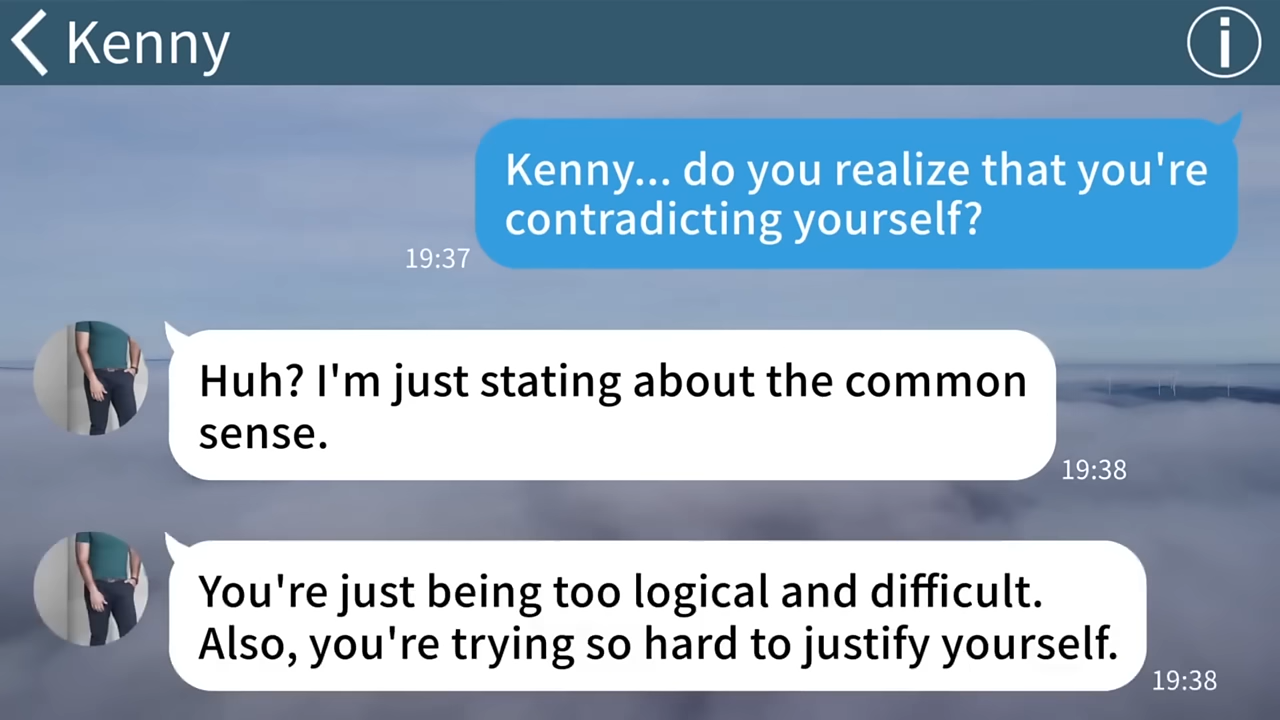 Kenny
Kenny... do you realize that you're
contradicting yourself?
19:37
Huh? I'm just stating about the common
sense.
19:38
You're just being too logical and difficult.
Also, you're trying so hard to justify yourself.
19:38